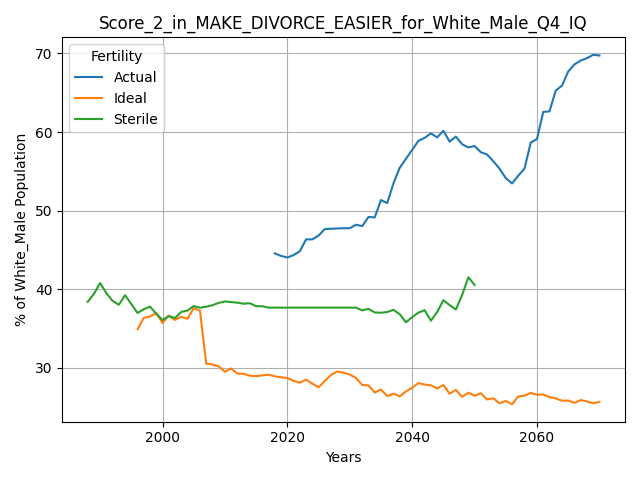 Score_2_in_MAKE_DIVORCE_EASIER_for_White_Male_Q4_IQ
Fertility
Actual
Ideal
Sterile
% of White_Male Population
70
60
50
40
30
2000
2020
2040
2060
Years